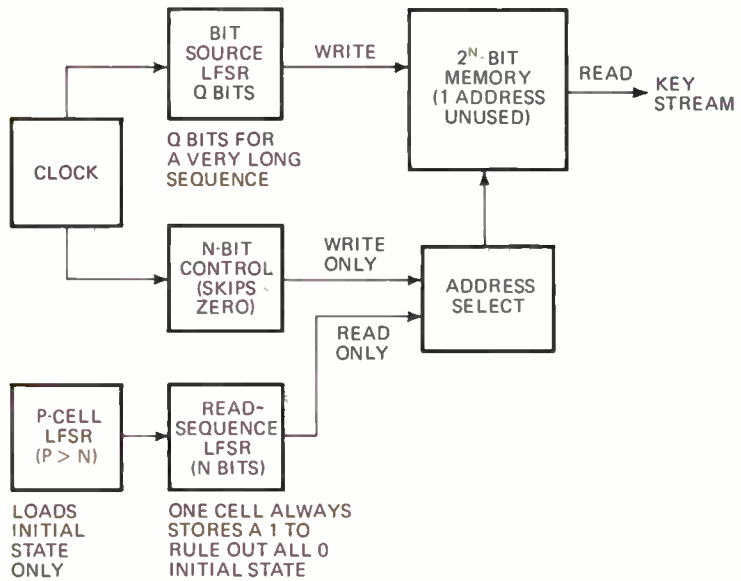 BIT
SOURCE
LFSR
Q BITS
WRITE
2ᴺ-BIT
MEMORY
(1 ADDRESS
UNUSED)
READ
KEY
STREAM
Q BITS FOR
A VERY LONG
SEQUENCE
CLOCK
N-BIT
CONTROL
(SKIPS
ZERO)
WRITE
ONLY
ADDRESS
SELECT
READ
ONLY
P-CELL
LFSR
(P > N)
READ-
SEQUENCE
LFSR
(N BITS)
LOADS
INITIAL
STATE
ONLY
ONE CELL ALWAYS
STORES A 1 TO
RULE OUT ALL 0
INITIAL STATE